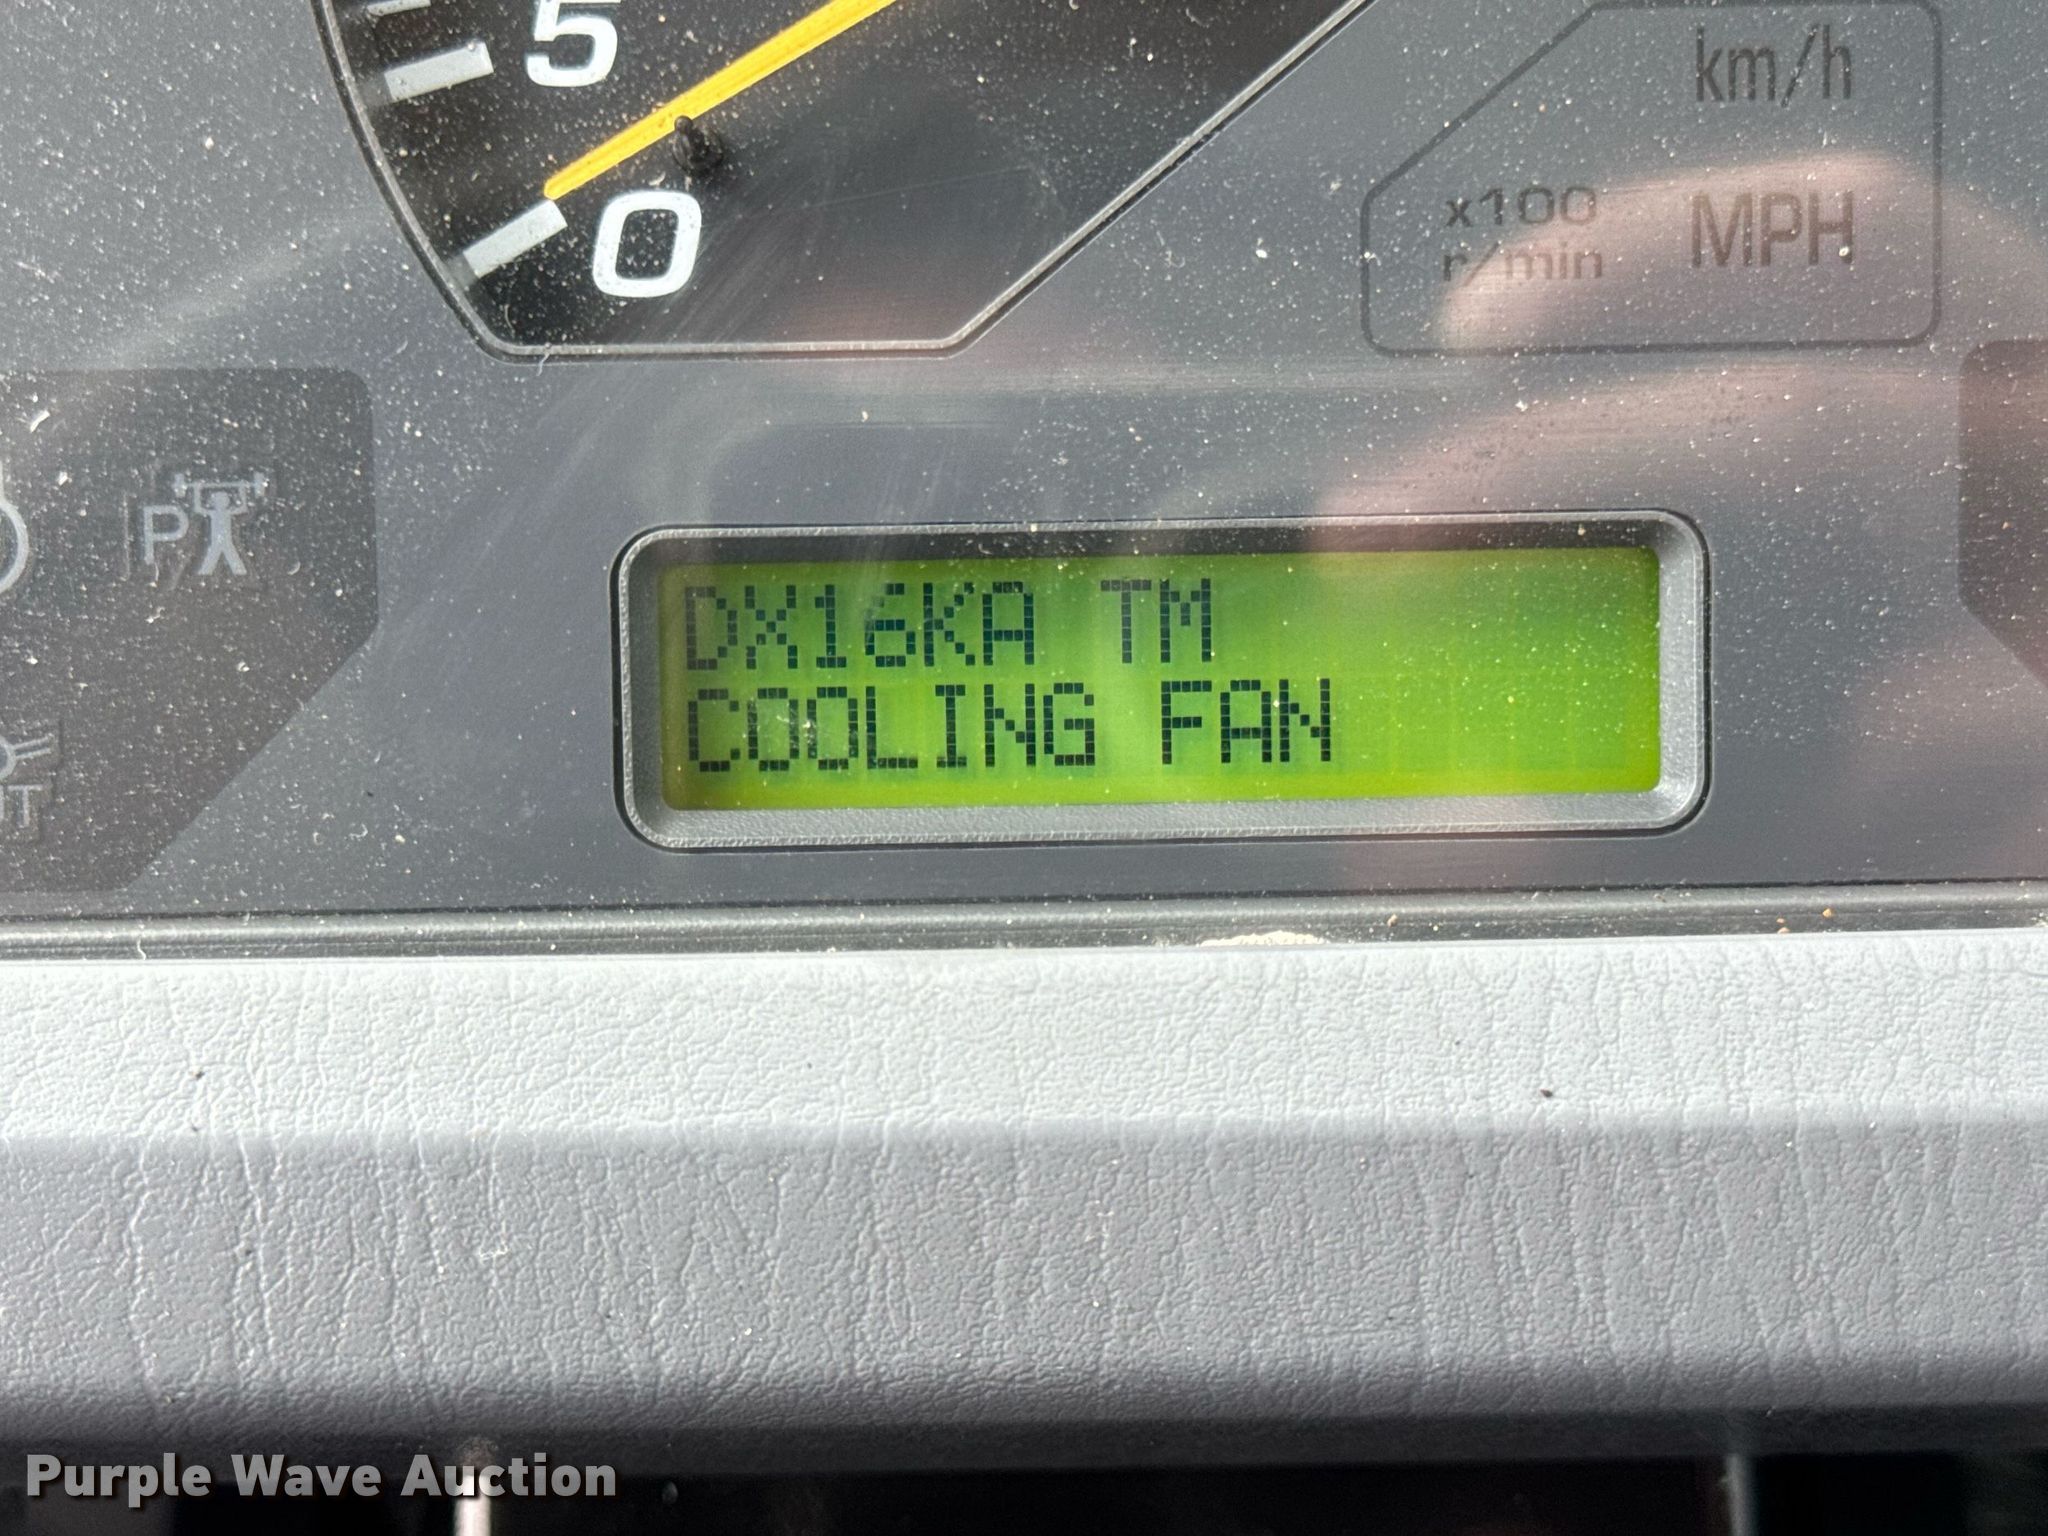 5
0
km/h
x100
r/min
MPH
P
DX16KA TM
COOLING FAN
Purple Wave Auction